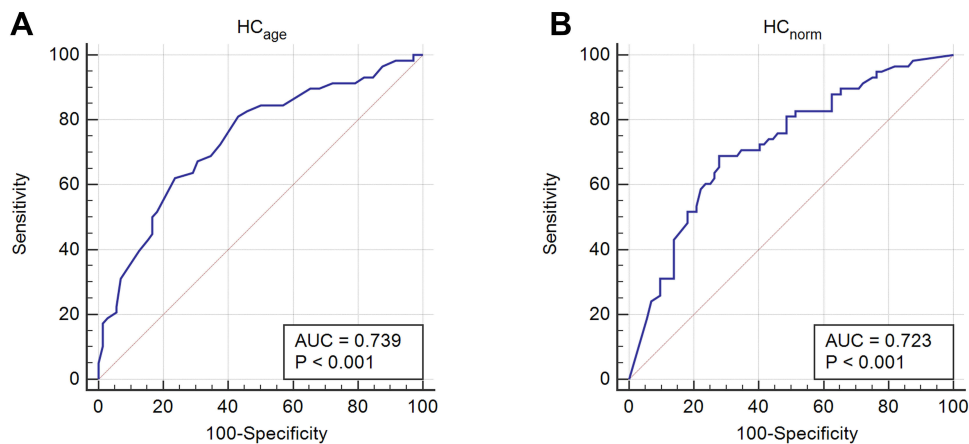 A
HCage
100
80
60
40
20
0
Sensitivity
AUC = 0.739
P < 0.001
0 20 40 60 80 100
100-Specificity
B
HCnorm
100
80
60
40
20
0
Sensitivity
AUC = 0.723
P < 0.001
0 20 40 60 80 100
100-Specificity